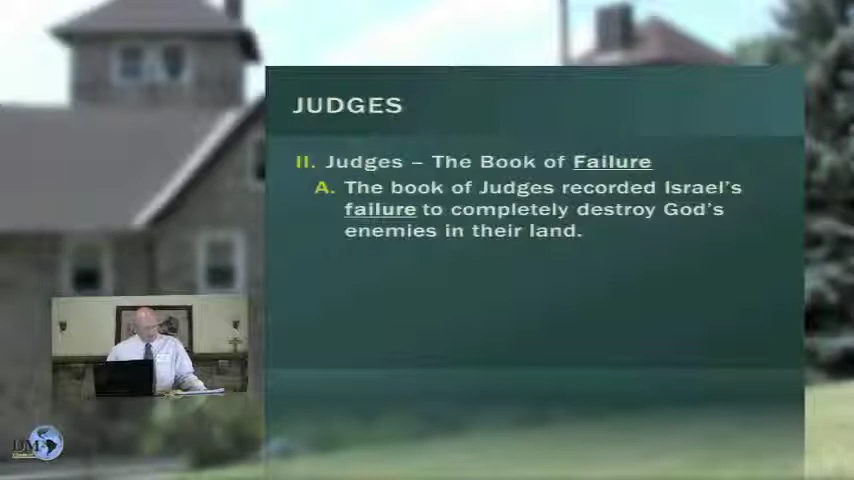 JUDGES
II. Judges – The Book of Failure
A. The book of Judges recorded Israel's
failure to completely destroy God's
enemies in their land.